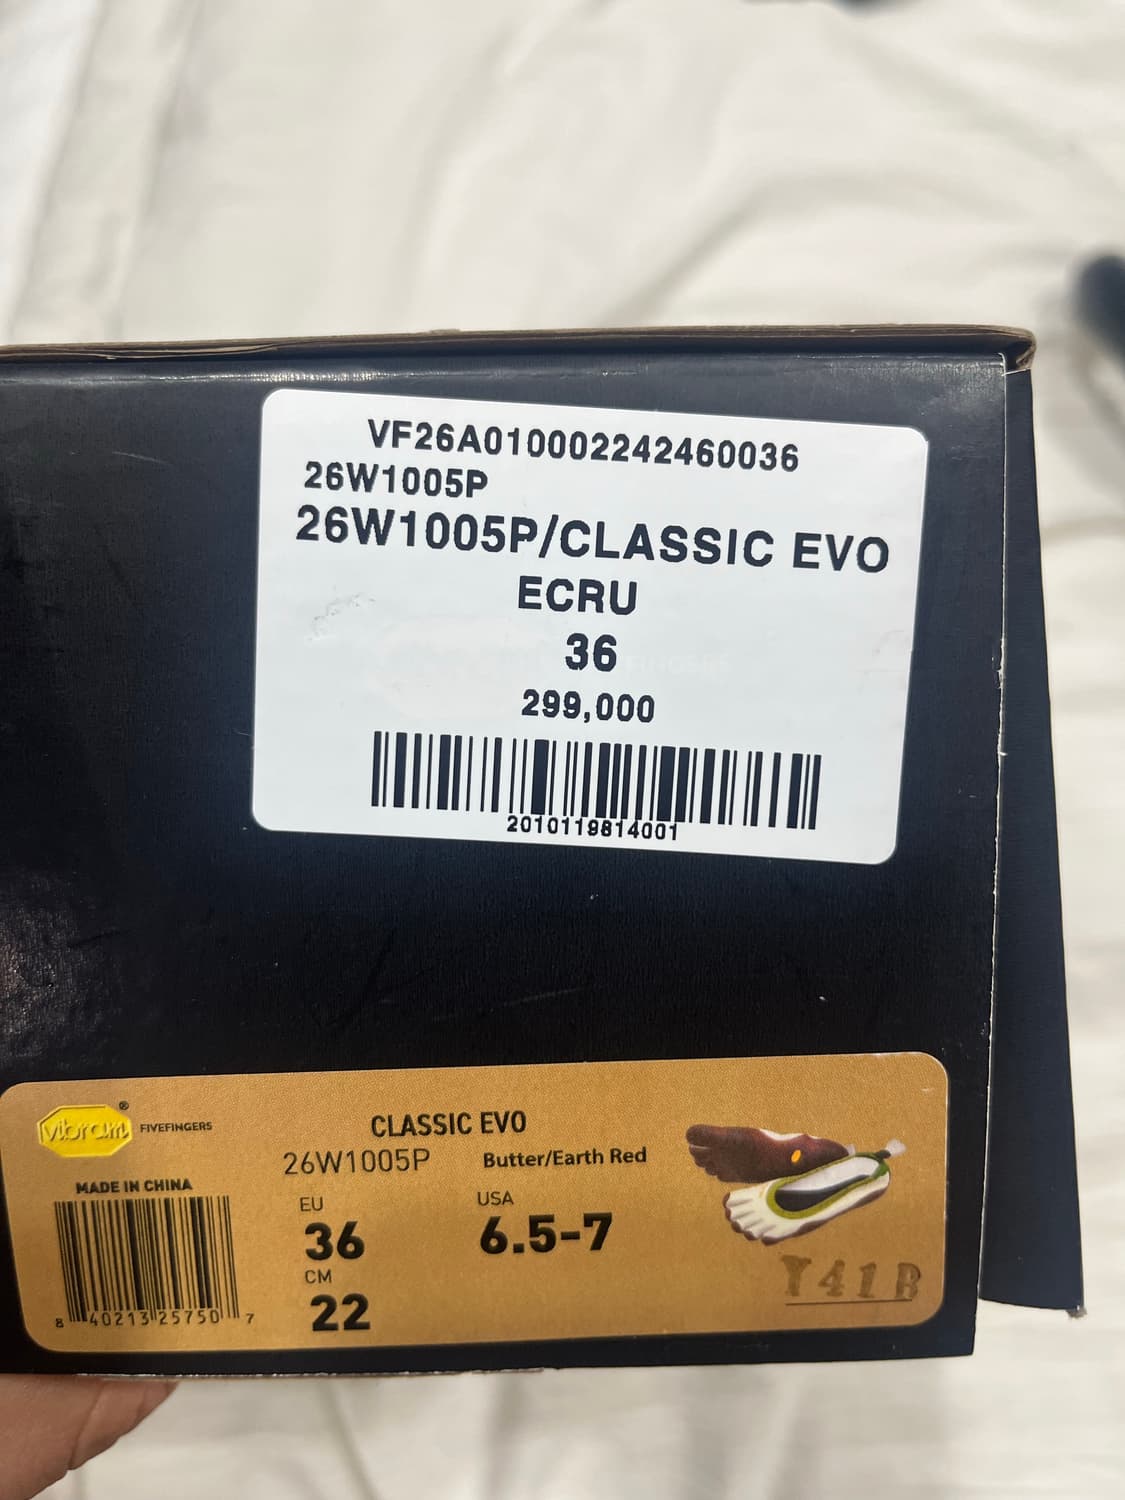 VF26A010002242460036
26W1005P
26W1005P/CLASSIC EVO
ECRU
36
299,000
2010119814001
vibram® FIVEFINGERS
CLASSIC EVO
26W1005P Butter/Earth Red
MADE IN CHINA
EU USA
36 6.5-7
CM
22
8 40213 25750 7
Y41B